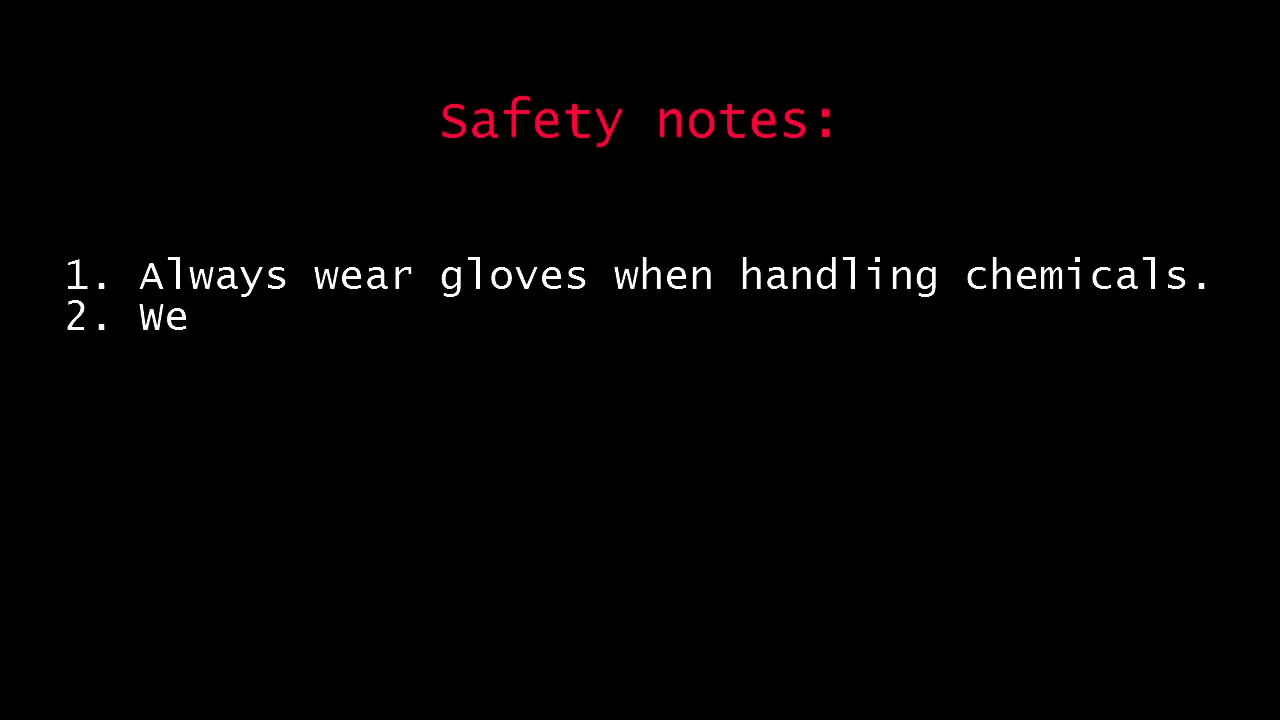 Safety notes:
1. Always wear gloves when handling chemicals.
2. We